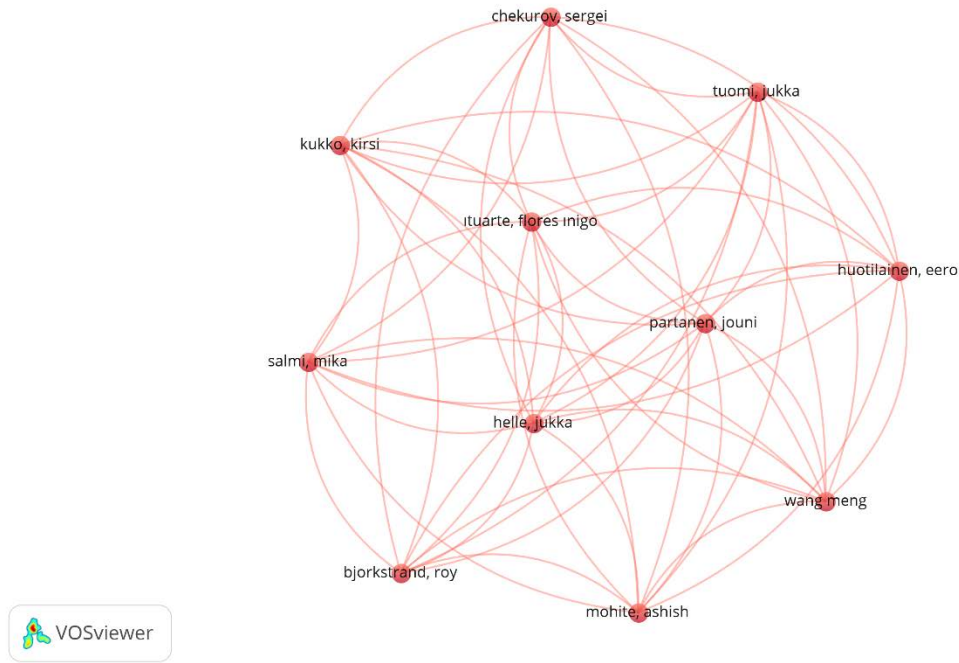 chekurov, sergei
tuomi, jukka
kukko, kirsi
ituarte, flores inigo
huotilainen, eero
partanen, jouni
salmi, mika
helle, jukka
wang meng
bjorkstrand, roy
mohite, ashish
VOSviewer